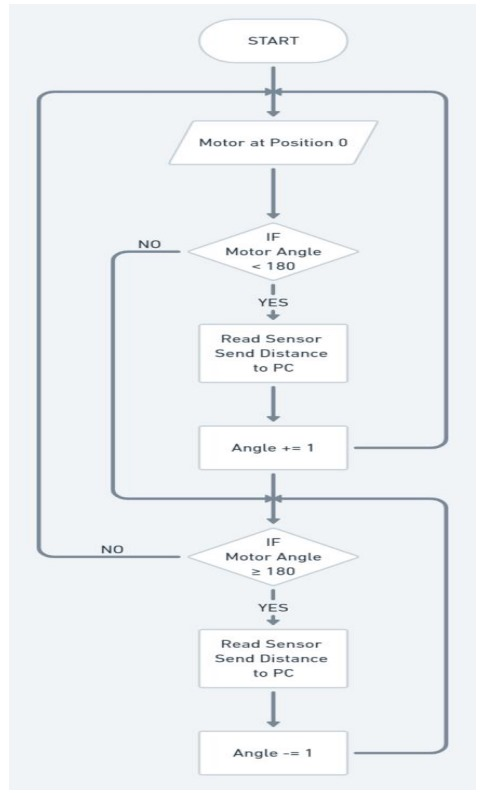 START
Motor at Position 0
IF
Motor Angle
< 180
NO
YES
Read Sensor
Send Distance
to PC
Angle += 1
IF
Motor Angle
≥ 180
NO
YES
Read Sensor
Send Distance
to PC
Angle -= 1